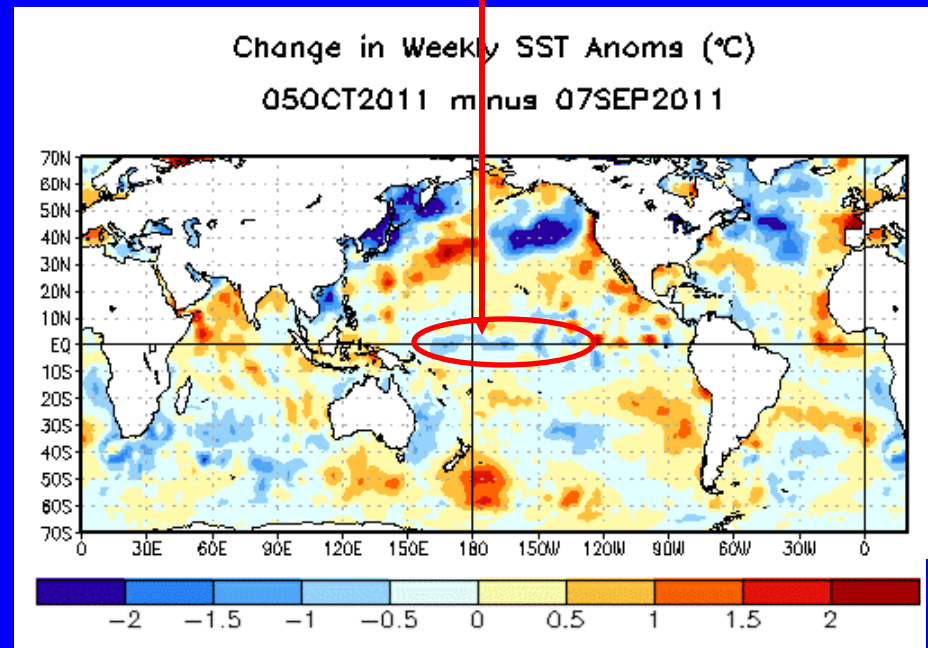 Change in Weekly SST Anoms (°C)
05OCT2011 minus 07SEP2011
70N
60N
50N
40N
30N
20N
10N
EQ
10S
20S
30S
40S
50S
60S
70S
0 30E 60E 90E 120E 150E 180 150W 120W 90W 60W 30W 0
-2 -1.5 -1 -0.5 0 0.5 1 1.5 2